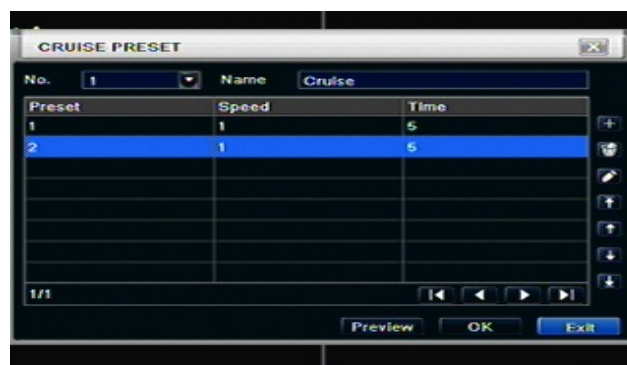 CRUISE PRESET
No. 1 Name Cruise
Preset Speed Time
1 1 5
2 1 5
1/1
Preview OK Exit